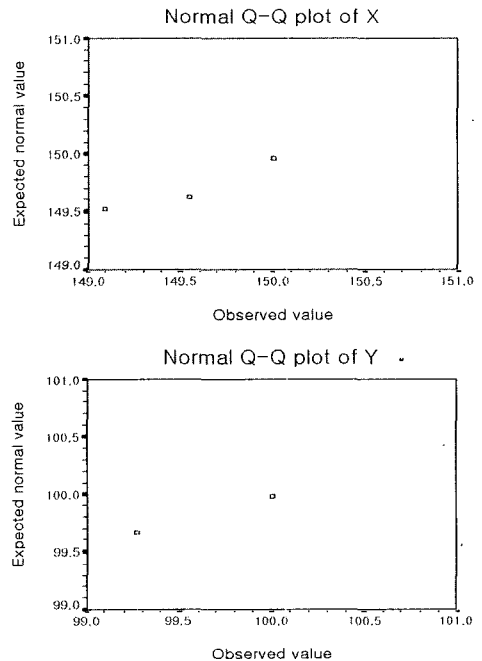 Normal Q-Q plot of X
151.0
150.5
150.0
149.5
149.0
149.0 149.5 150.0 150.5 151.0
Expected normal value
Observed value
Normal Q-Q plot of Y
101.0
100.5
100.0
99.5
99.0
99.0 99.5 100.0 100.5 101.0
Expected normal value
Observed value